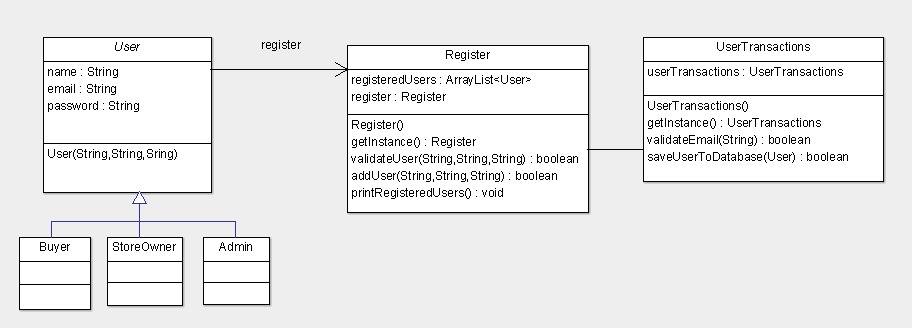 User
name : String
email : String
password : String
User(String,String,Sring)
register
Register
registeredUsers : ArrayList<User>
register : Register
Register()
getInstance() : Register
validateUser(String,String,String) : boolean
addUser(String,String,String) : boolean
printRegisteredUsers() : void
UserTransactions
userTransactions : UserTransactions
UserTransactions()
getInstance() : UserTransactions
validateEmail(String) : boolean
saveUserToDatabase(User) : boolean
Buyer
StoreOwner
Admin